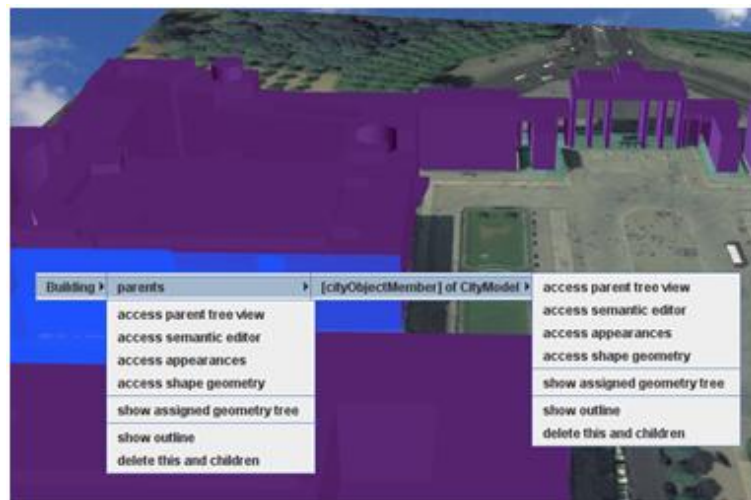 Building
parents
[cityObjectMember] of CityModel
access parent tree view
access semantic editor
access appearances
access shape geometry
show assigned geometry tree
show outline
delete this and children
access parent tree view
access semantic editor
access appearances
access shape geometry
show assigned geometry tree
show outline
delete this and children